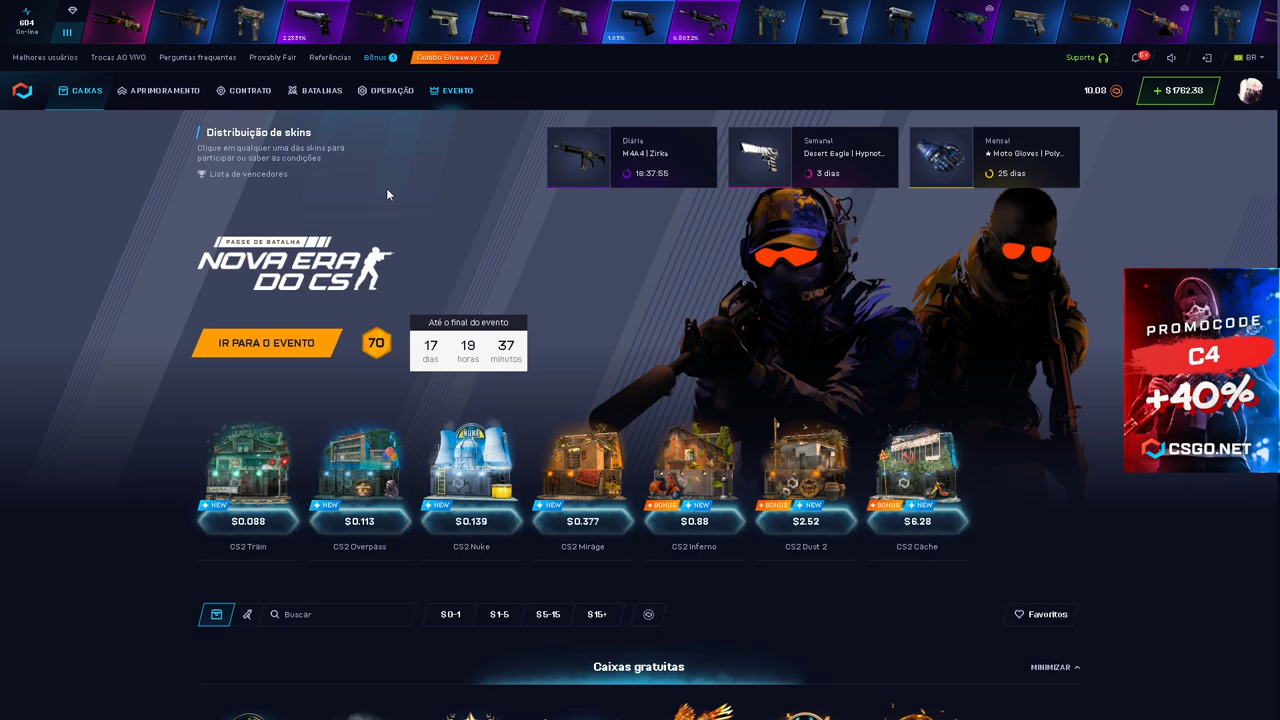 604
On-line
2.2331%
1.03%
0.8032%
Melhores usuários
Trocas AO VIVO
Perguntas frequentes
Provably Fair
Referências
Bônus
Combo Giveaway v2.0
Suporte
5+
BR
CAIXAS
APRIMORAMENTO
CONTRATO
BATALHAS
OPERAÇÃO
EVENTO
10.08
+ $ 1762.38
Distribuição de skins
Clique em qualquer uma das skins para
participar ou saber as condições
Lista de vencedores
Diária
M4A4 | Zirka
18:37:55
Semanal
Desert Eagle | Hypnot...
3 dias
Mensal
★ Moto Gloves | Poly...
25 dias
PASSE DE BATALHA
NOVA ERA
DO CS
IR PARA O EVENTO
70
Até o final do evento
17 19 37
dias horas minutos
PROMOCODE
C4
+40%
CSGO.NET
NUKE
NEW
NEW
NEW
NEW
BONUS NEW
BONUS NEW
BONUS NEW
$0.088
$0.113
$0.139
$0.377
$0.88
$2.52
$6.28
CS2 Train
CS2 Overpass
CS2 Nuke
CS2 Mirage
CS2 Inferno
CS2 Dust 2
CS2 Cache
Buscar
$ 0-1
$ 1-5
$ 5-15
$ 15+
Favoritos
Caixas gratuitas
MINIMIZAR